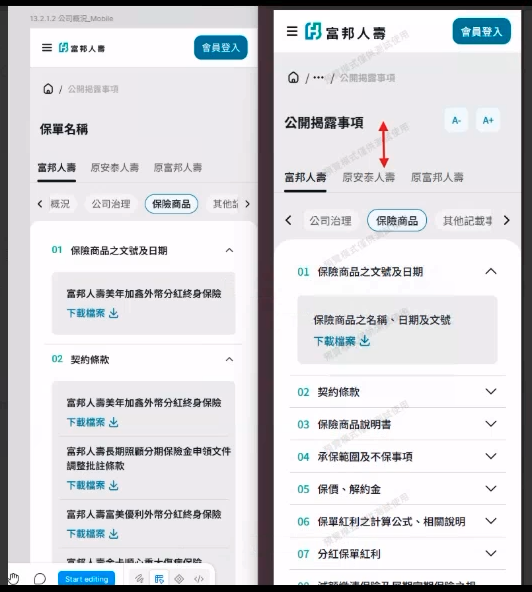 13.2.1.2 公司概況_Mobile
富邦人壽
會員登入
/ 公開揭露事項
保單名稱
富邦人壽 原安泰人壽 原富邦人壽
概況 公司治理 保險商品 其他
01 保險商品之文號及日期
富邦人壽美年加鑫外幣分紅終身保險
下載檔案
02 契約條款
富邦人壽美年加鑫外幣分紅終身保險
下載檔案
富邦人壽長期照顧分期保險金申領文件
調整批註條款
下載檔案
富邦人壽富美優利外幣分紅終身保險
下載檔案
Start editing
富邦人壽
會員登入
/ ··· / 公開揭露事項
公開揭露事項
A- A+
富邦人壽 原安泰人壽 原富邦人壽
公司治理 保險商品 其他記載事
01 保險商品之文號及日期
保險商品之名稱、日期及文號
下載檔案
02 契約條款
03 保險商品說明書
04 承保範圍及不保事項
05 保價、解約金
06 保單紅利之計算公式、相關說明
07 分紅保單紅利